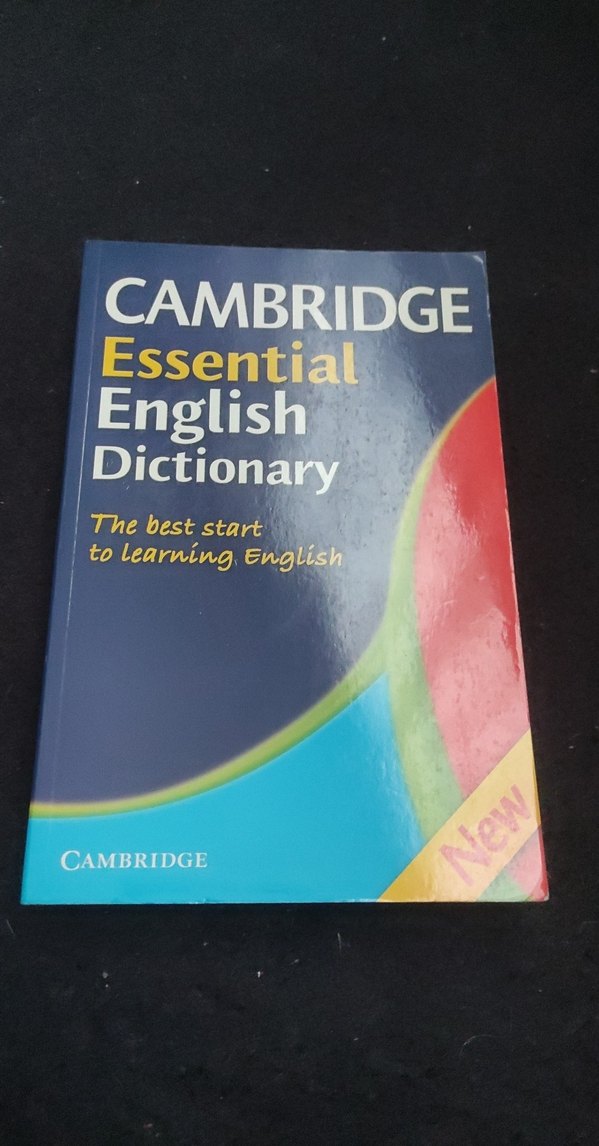 CAMBRIDGE
Essential
English
Dictionary
The best start
to learning English
CAMBRIDGE
New